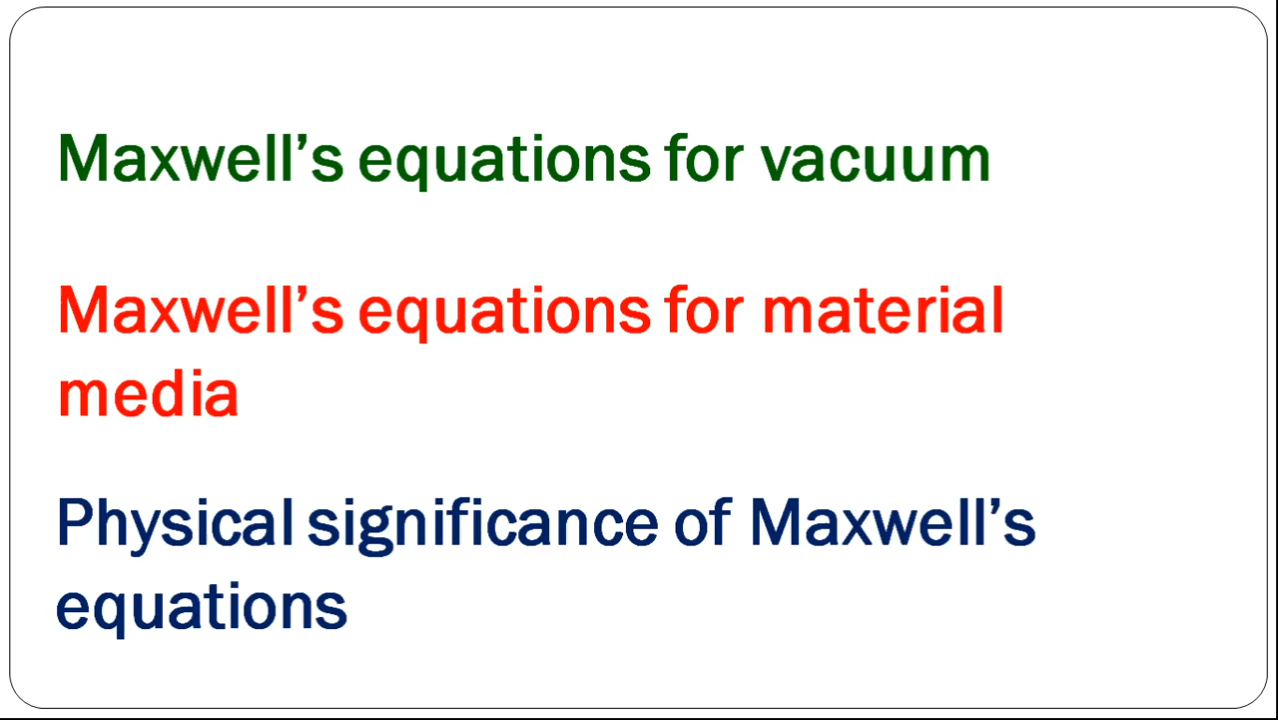 Maxwell’s equations for vacuum
Maxwell’s equations for material
media
Physical significance of Maxwell’s
equations